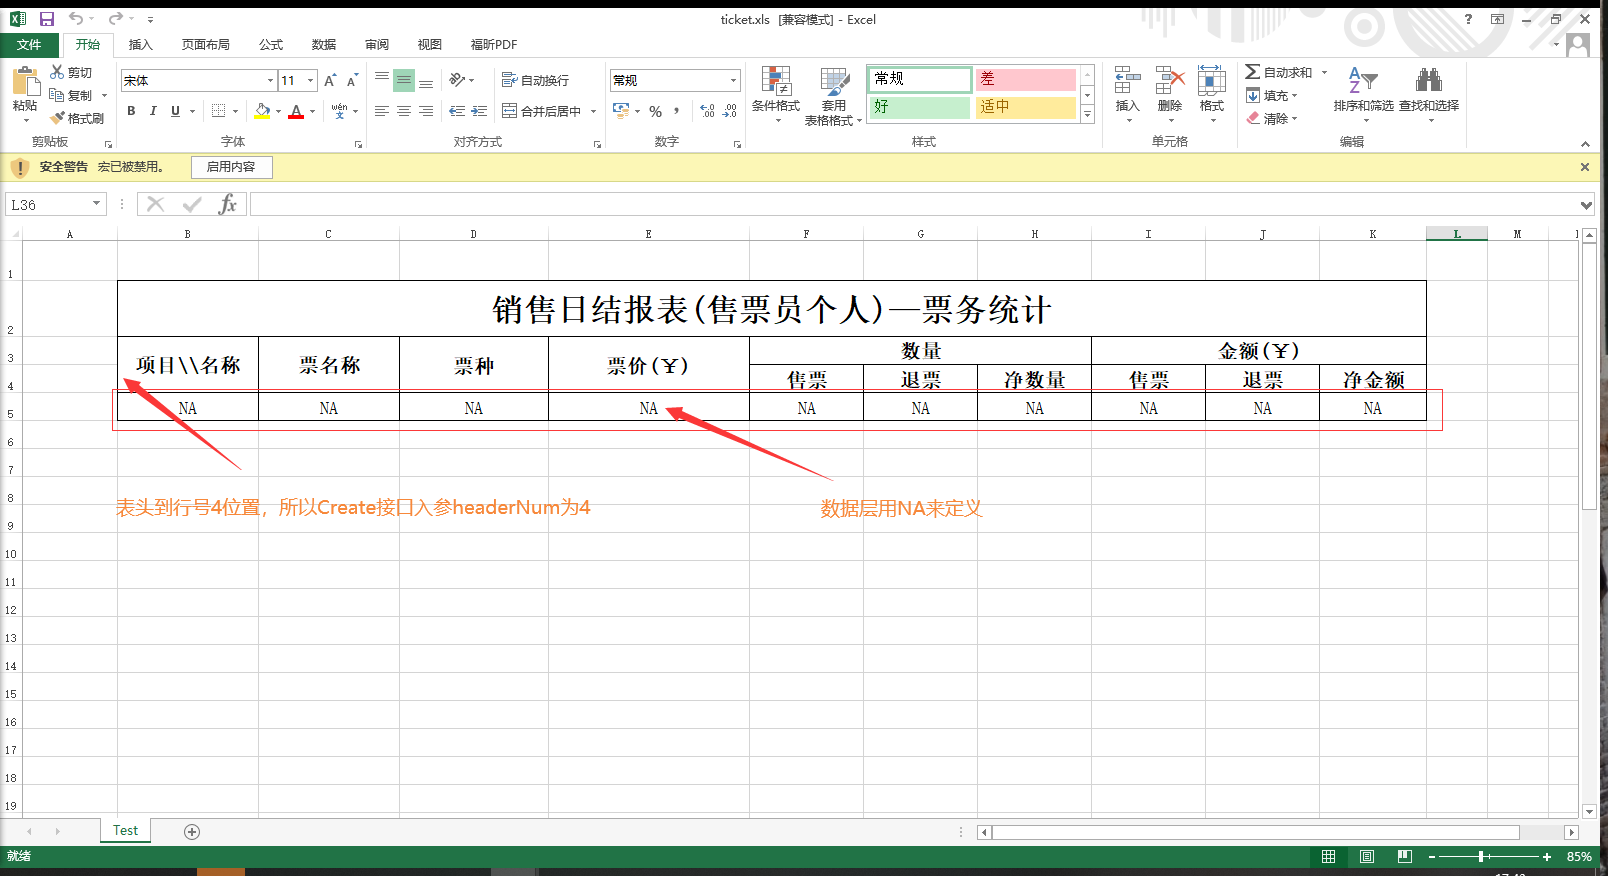 ticket.xls [兼容模式] - Excel
文件 开始 插入 页面布局 公式 数据 审阅 视图 福昕PDF
粘贴 剪切 复制 格式刷 剪贴板
宋体 11 B I U A wén 文 字体
自动换行 合并后居中 对齐方式
常规 % , .00 数字
条件格式 套用 表格格式 常规 差 好 适中 样式
插入 删除 格式 单元格
自动求和 填充 清除 排序和筛选 查找和选择 编辑
安全警告 宏已被禁用。 启用内容
L36 fx
A B C D E F G H I J K L M
1
2 销售日结报表(售票员个人)—票务统计
3 项目\\名称 票名称 票种 票价(¥) 数量 金额(¥)
4 售票 退票 净数量 售票 退票 净金额
5 NA NA NA NA NA NA NA NA NA NA
6
7
8
表头到行号4位置，所以Create接口入参headerNum为4 数据层用NA来定义
9
10
11
12
13
14
15
16
17
18
19
Test
就绪 85%